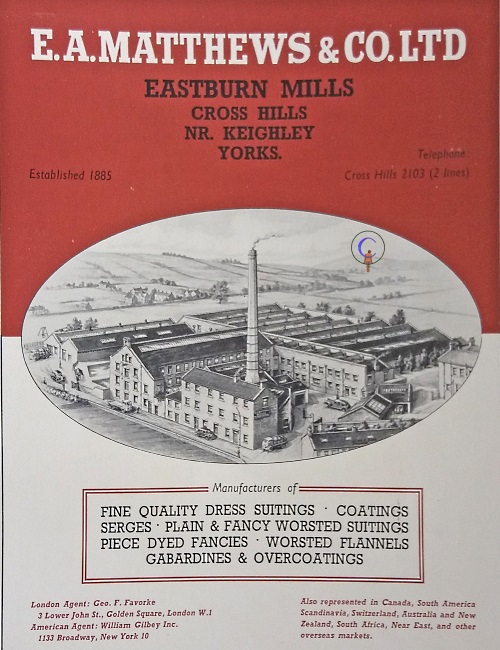 E.A.MATTHEWS & CO.LTD
EASTBURN MILLS
CROSS HILLS
NR. KEIGHLEY
YORKS.
Telephone:
Established 1885
Cross Hills 2103 (2 lines)
Manufacturers of
FINE QUALITY DRESS SUITINGS · COATINGS
SERGES · PLAIN & FANCY WORSTED SUITINGS
PIECE DYED FANCIES · WORSTED FLANNELS
GABARDINES & OVERCOATINGS
London Agent: Geo. F. Favorke
3 Lower John St., Golden Square, London W.1
American Agent: William Gilbey Inc.
1133 Broadway, New York 10
Also represented in Canada, South America
Scandinavia, Switzerland, Australia and New
Zealand, South Africa, Near East, and other
overseas markets.